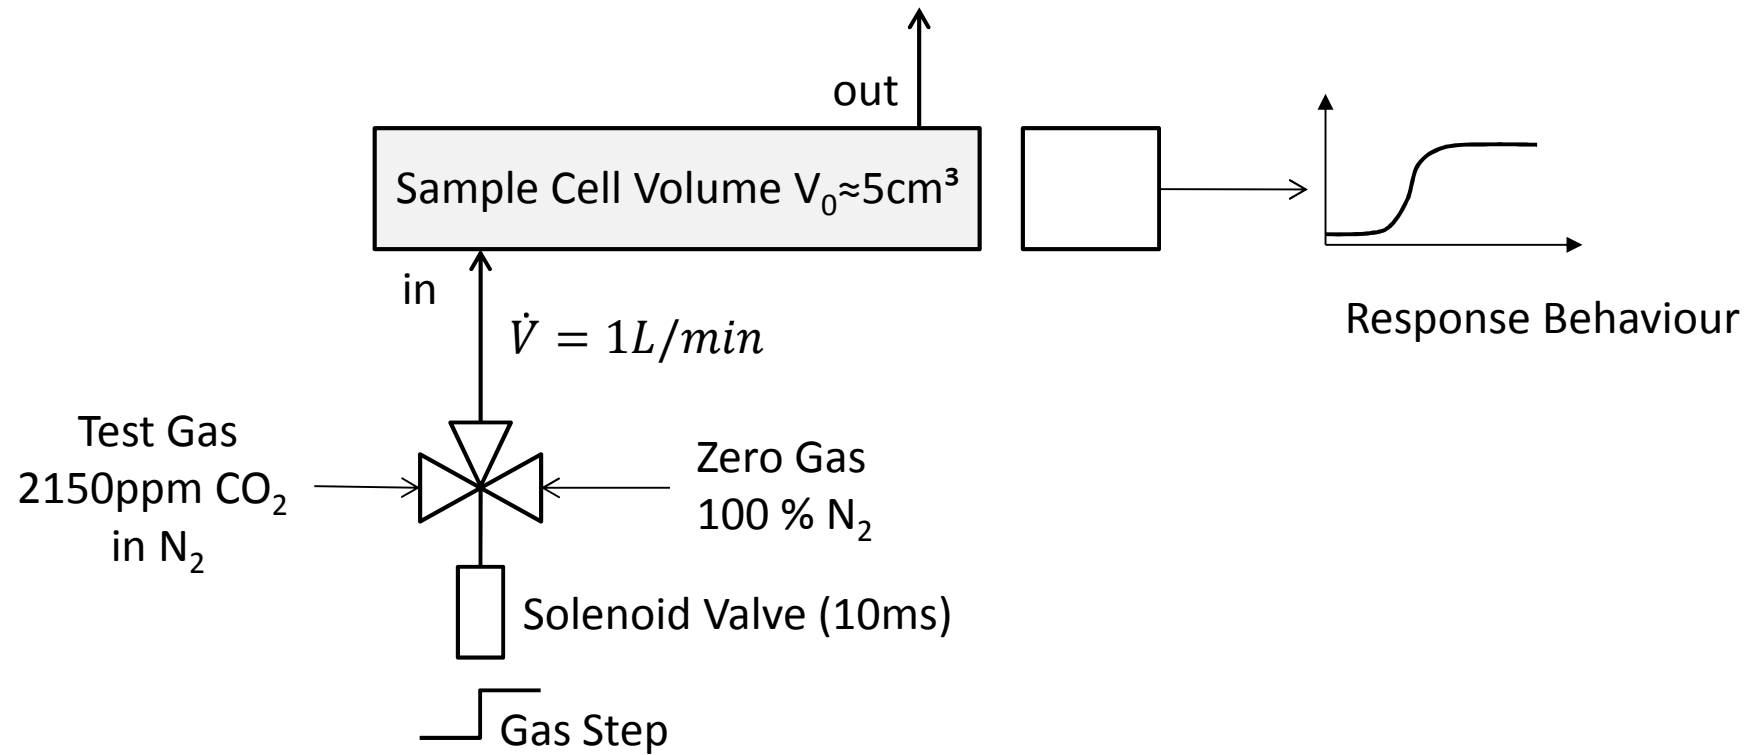 out
Sample Cell Volume V₀≈5cm³
in
V̇ = 1L/min
Response Behaviour
Test Gas
2150ppm CO₂
in N₂
Zero Gas
100 % N₂
Solenoid Valve (10ms)
Gas Step